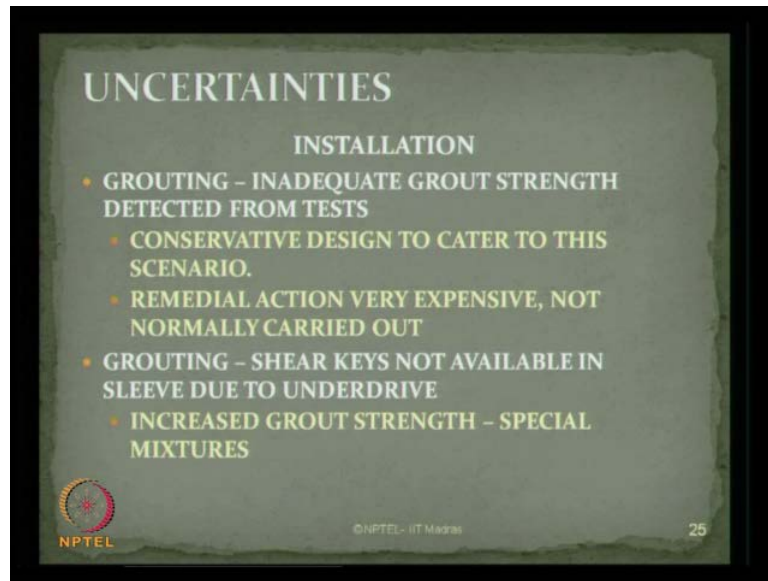 UNCERTAINTIES
INSTALLATION
• GROUTING – INADEQUATE GROUT STRENGTH
DETECTED FROM TESTS
• CONSERVATIVE DESIGN TO CATER TO THIS
SCENARIO.
• REMEDIAL ACTION VERY EXPENSIVE, NOT
NORMALLY CARRIED OUT
• GROUTING – SHEAR KEYS NOT AVAILABLE IN
SLEEVE DUE TO UNDERDRIVE
• INCREASED GROUT STRENGTH – SPECIAL
MIXTURES
NPTEL
©NPTEL- IIT Madras
25